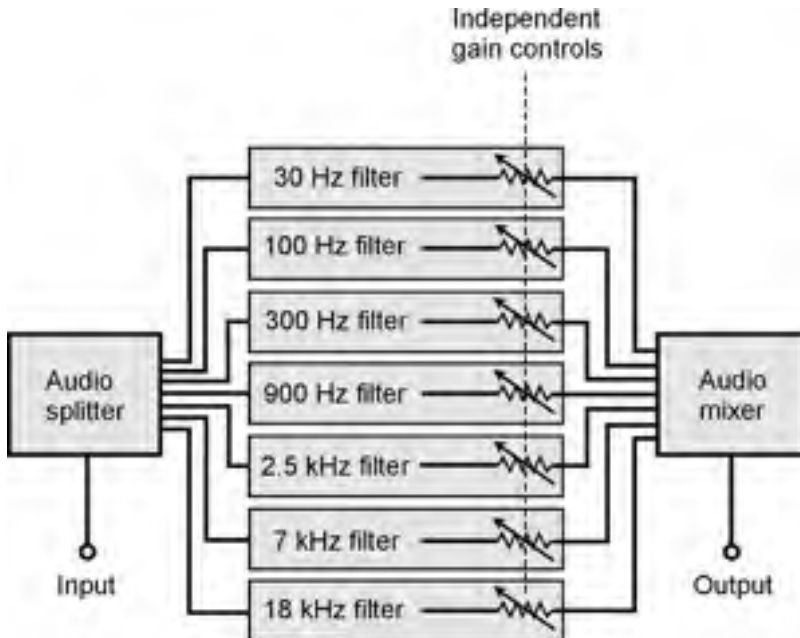 Independent
gain controls
30 Hz filter
100 Hz filter
300 Hz filter
Audio
splitter
900 Hz filter
Audio
mixer
2.5 kHz filter
7 kHz filter
Input
Output
18 kHz filter